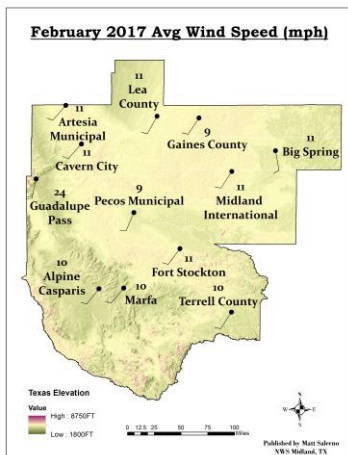 February 2017 Avg Wind Speed (mph)
11
Lea
County
11
Artesia
Municipal
9
Gaines County
11
Big Spring
11
Cavern City
24
Guadalupe
Pass
9
Pecos Municipal
11
Midland
International
11
Fort Stockton
10
Alpine
Casparis
10
Marfa
10
Terrell County
Texas Elevation
Value
High : 8750FT
Low : 1800FT
0 12.5 25 50 75 100
Miles
N
W E
S
Published by Matt Salerno
NWS Midland, TX